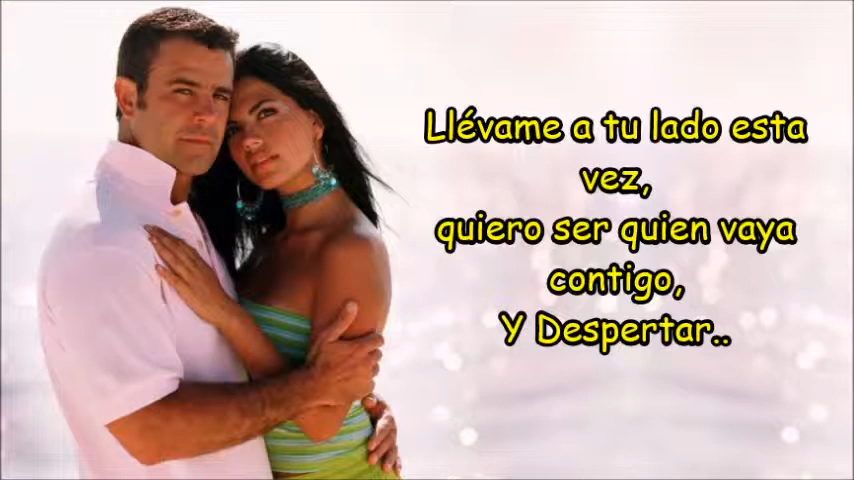 Llévame a tu lado esta
vez,
quiero ser quien vaya
contigo,
Y Despertar..